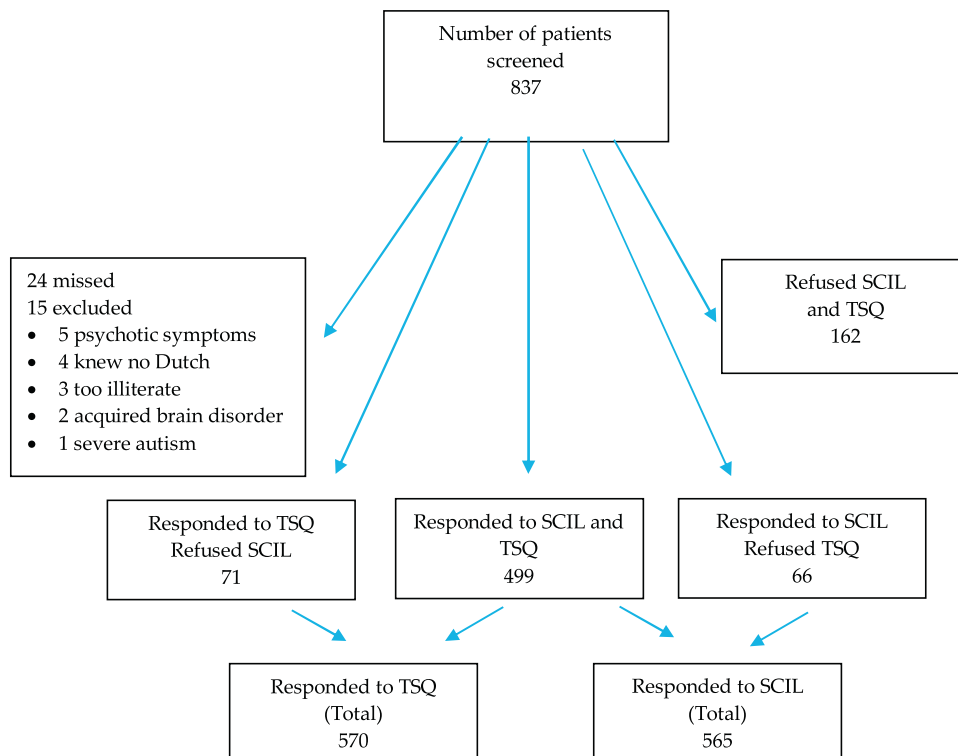 Number of patients
screened
837
24 missed
15 excluded
• 5 psychotic symptoms
• 4 knew no Dutch
• 3 too illiterate
• 2 acquired brain disorder
• 1 severe autism
Refused SCIL
and TSQ
162
Responded to TSQ
Refused SCIL
71
Responded to SCIL and
TSQ
499
Responded to SCIL
Refused TSQ
66
Responded to TSQ
(Total)
570
Responded to SCIL
(Total)
565